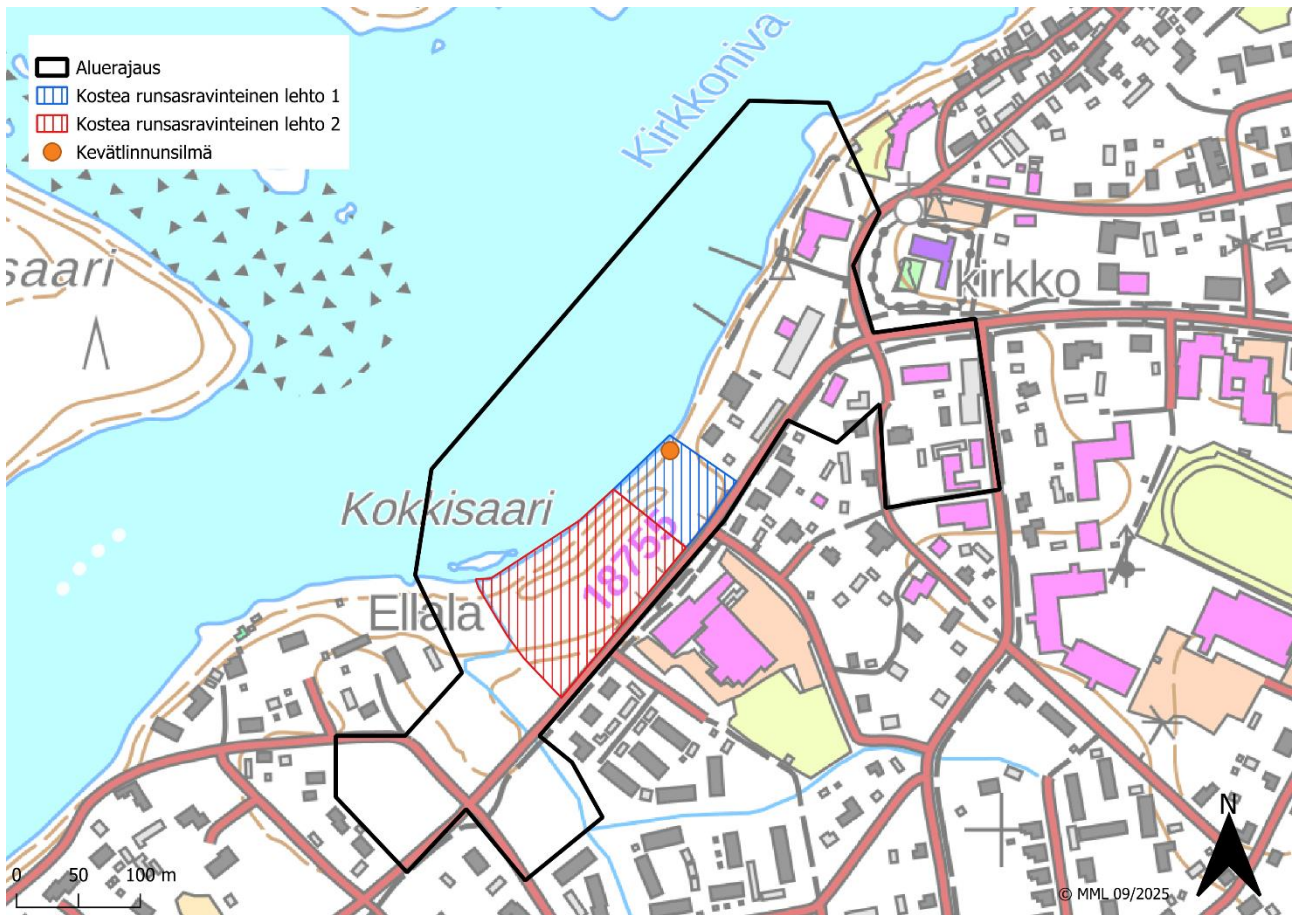 Aluerajaus
Kostea runsasravinteinen lehto 1
Kostea runsasravinteinen lehto 2
Kevätlinnunsilmä
Kirkkoniva
saari
kirkko
Kokkisaari
18755
Ellala
N
0 50 100 m
© MML 09/2025